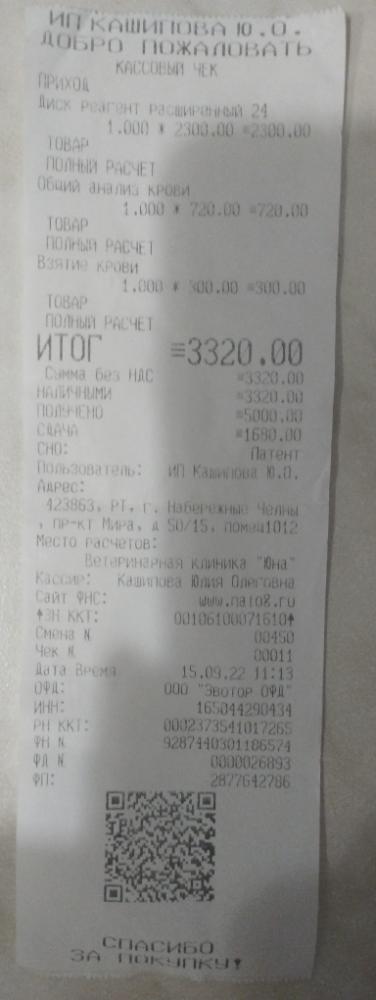 ИП КАШИПОВА Ю.О.
ДОБРО ПОЖАЛОВАТЬ
КАССОВЫЙ ЧЕК
ПРИХОД
Диск реагент расширенный 24
1.000 * 2300.00 =2300.00
ТОВАР
ПОЛНЫЙ РАСЧЕТ
Общий анализ крови
1.000 * 720.00 =720.00
ТОВАР
ПОЛНЫЙ РАСЧЕТ
Взятие крови
1.000 * 300.00 =300.00
ТОВАР
ПОЛНЫЙ РАСЧЕТ
ИТОГ =3320.00
Сумма без НДС =3320.00
НАЛИЧНЫМИ =3320.00
ПОЛУЧЕНО =5000.00
СДАЧА =1680.00
СНО: Патент
Пользователь: ИП Кашипова Ю.О.
Адрес:
423863, РТ, г. Набережные Челны
, пр-кт Мира, д 50/15, помещ1012
Место расчетов:
Ветеринарная клиника "Юна"
Кассир: Кашипова Юлия Олеговна
Сайт ФНС: www.nalog.ru
↑ЗН ККТ: 00106100071610↑
Смена № 00450
Чек № 00011
Дата Время 15.09.22 11:13
ОФД: ООО "Эвотор ОФД"
ИНН: 165044290434
РН ККТ: 0002373541017265
ФН № 9287440301186574
ФД № 0000026893
ФП: 2877642786
СПАСИБО
ЗА ПОКУПКУ!